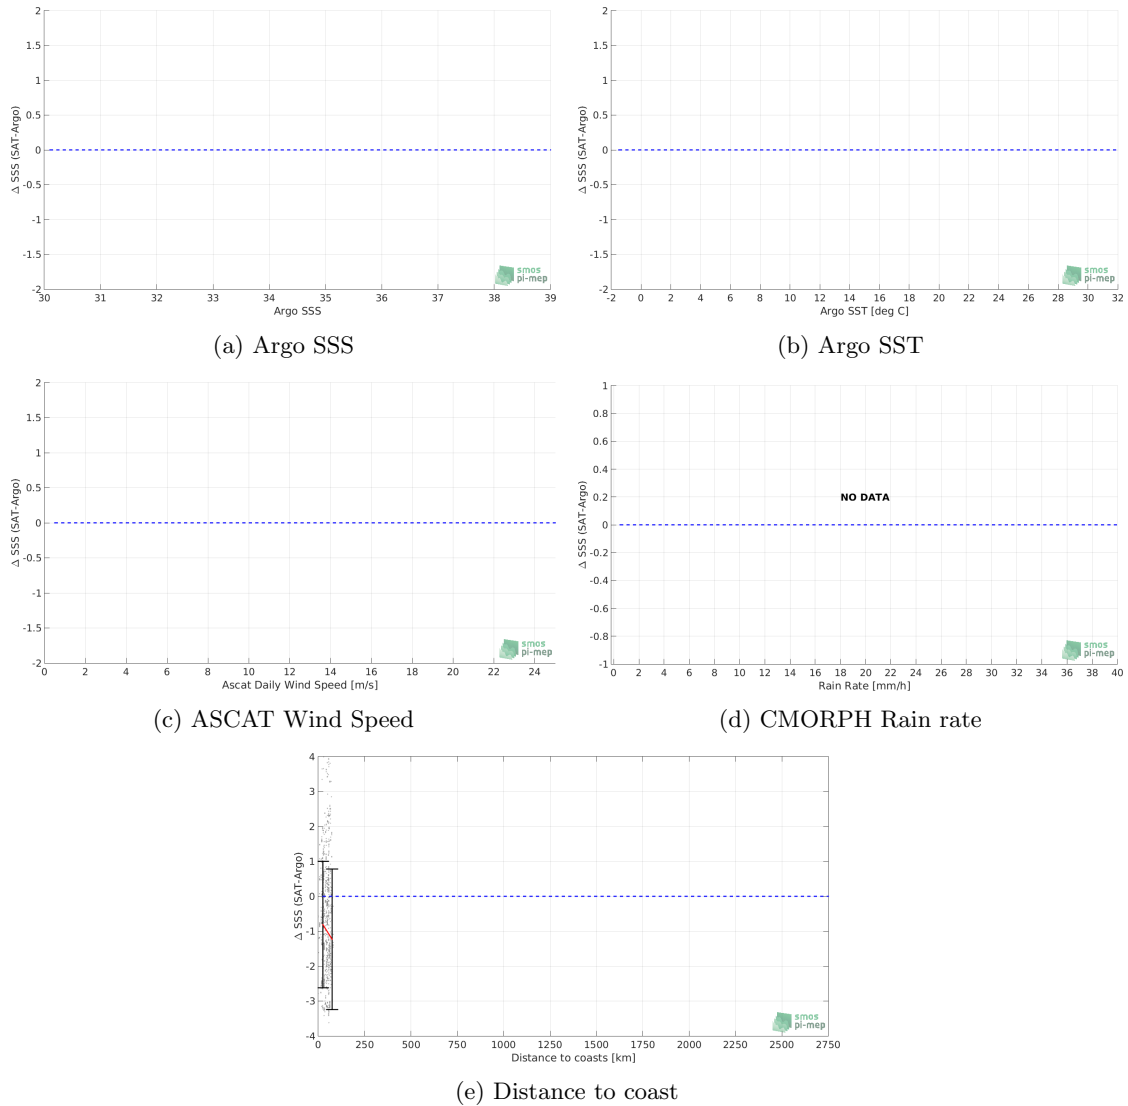 2
1.5
1
0.5
0
-0.5
-1
-1.5
-2
Δ SSS (SAT-Argo)
30 31 32 33 34 35 36 37 38 39
Argo SSS
smos
pi-mep
(a) Argo SSS
2
1.5
1
0.5
0
-0.5
-1
-1.5
-2
Δ SSS (SAT-Argo)
-2 0 2 4 6 8 10 12 14 16 18 20 22 24 26 28 30 32
Argo SST [deg C]
smos
pi-mep
(b) Argo SST
2
1.5
1
0.5
0
-0.5
-1
-1.5
-2
Δ SSS (SAT-Argo)
0 2 4 6 8 10 12 14 16 18 20 22 24
Ascat Daily Wind Speed [m/s]
smos
pi-mep
(c) ASCAT Wind Speed
1
0.8
0.6
0.4
0.2
0
-0.2
-0.4
-0.6
-0.8
-1
Δ SSS (SAT-Argo)
NO DATA
0 2 4 6 8 10 12 14 16 18 20 22 24 26 28 30 32 34 36 38 40
Rain Rate [mm/h]
smos
pi-mep
(d) CMORPH Rain rate
4
3
2
1
0
-1
-2
-3
-4
Δ SSS (SAT-Argo)
0 250 500 750 1000 1250 1500 1750 2000 2250 2500 2750
Distance to coasts [km]
smos
pi-mep
(e) Distance to coast